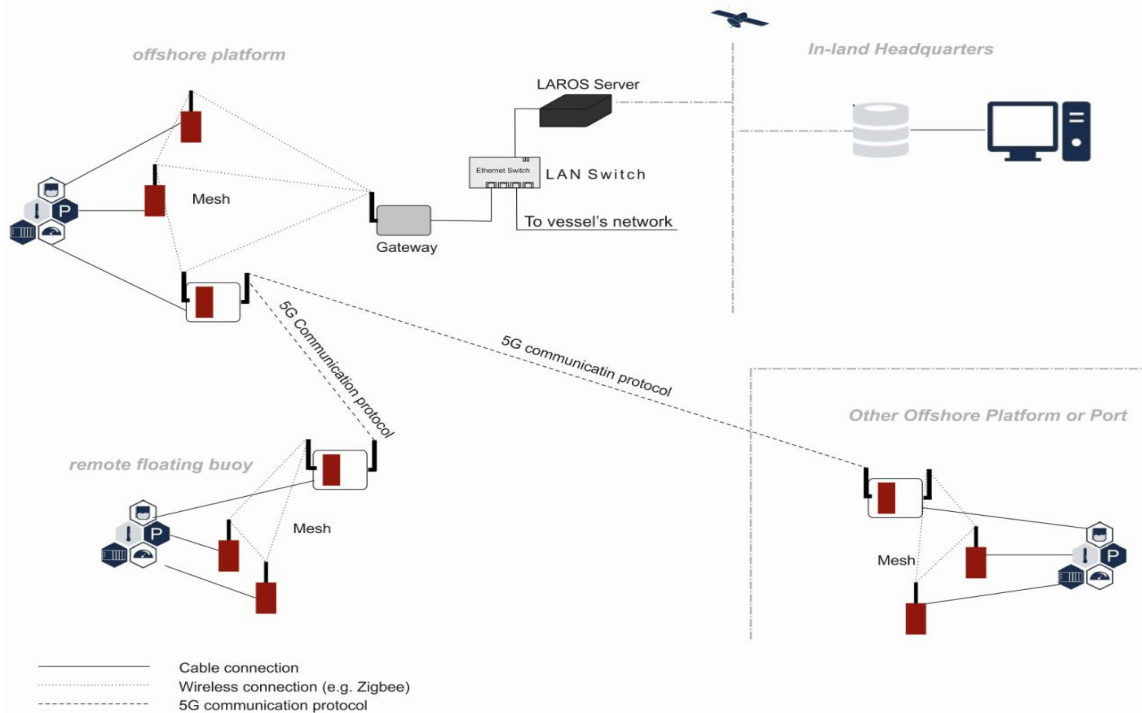 offshore platform
In-land Headquarters
LAROS Server
Ethernet Switch
LAN Switch
Mesh
P
To vessel's network
Gateway
5G Communication protocol
5G communicatin protocol
Other Offshore Platform or Port
remote floating buoy
P
Mesh
Mesh
P
Cable connection
Wireless connection (e.g. Zigbee)
5G communication protocol